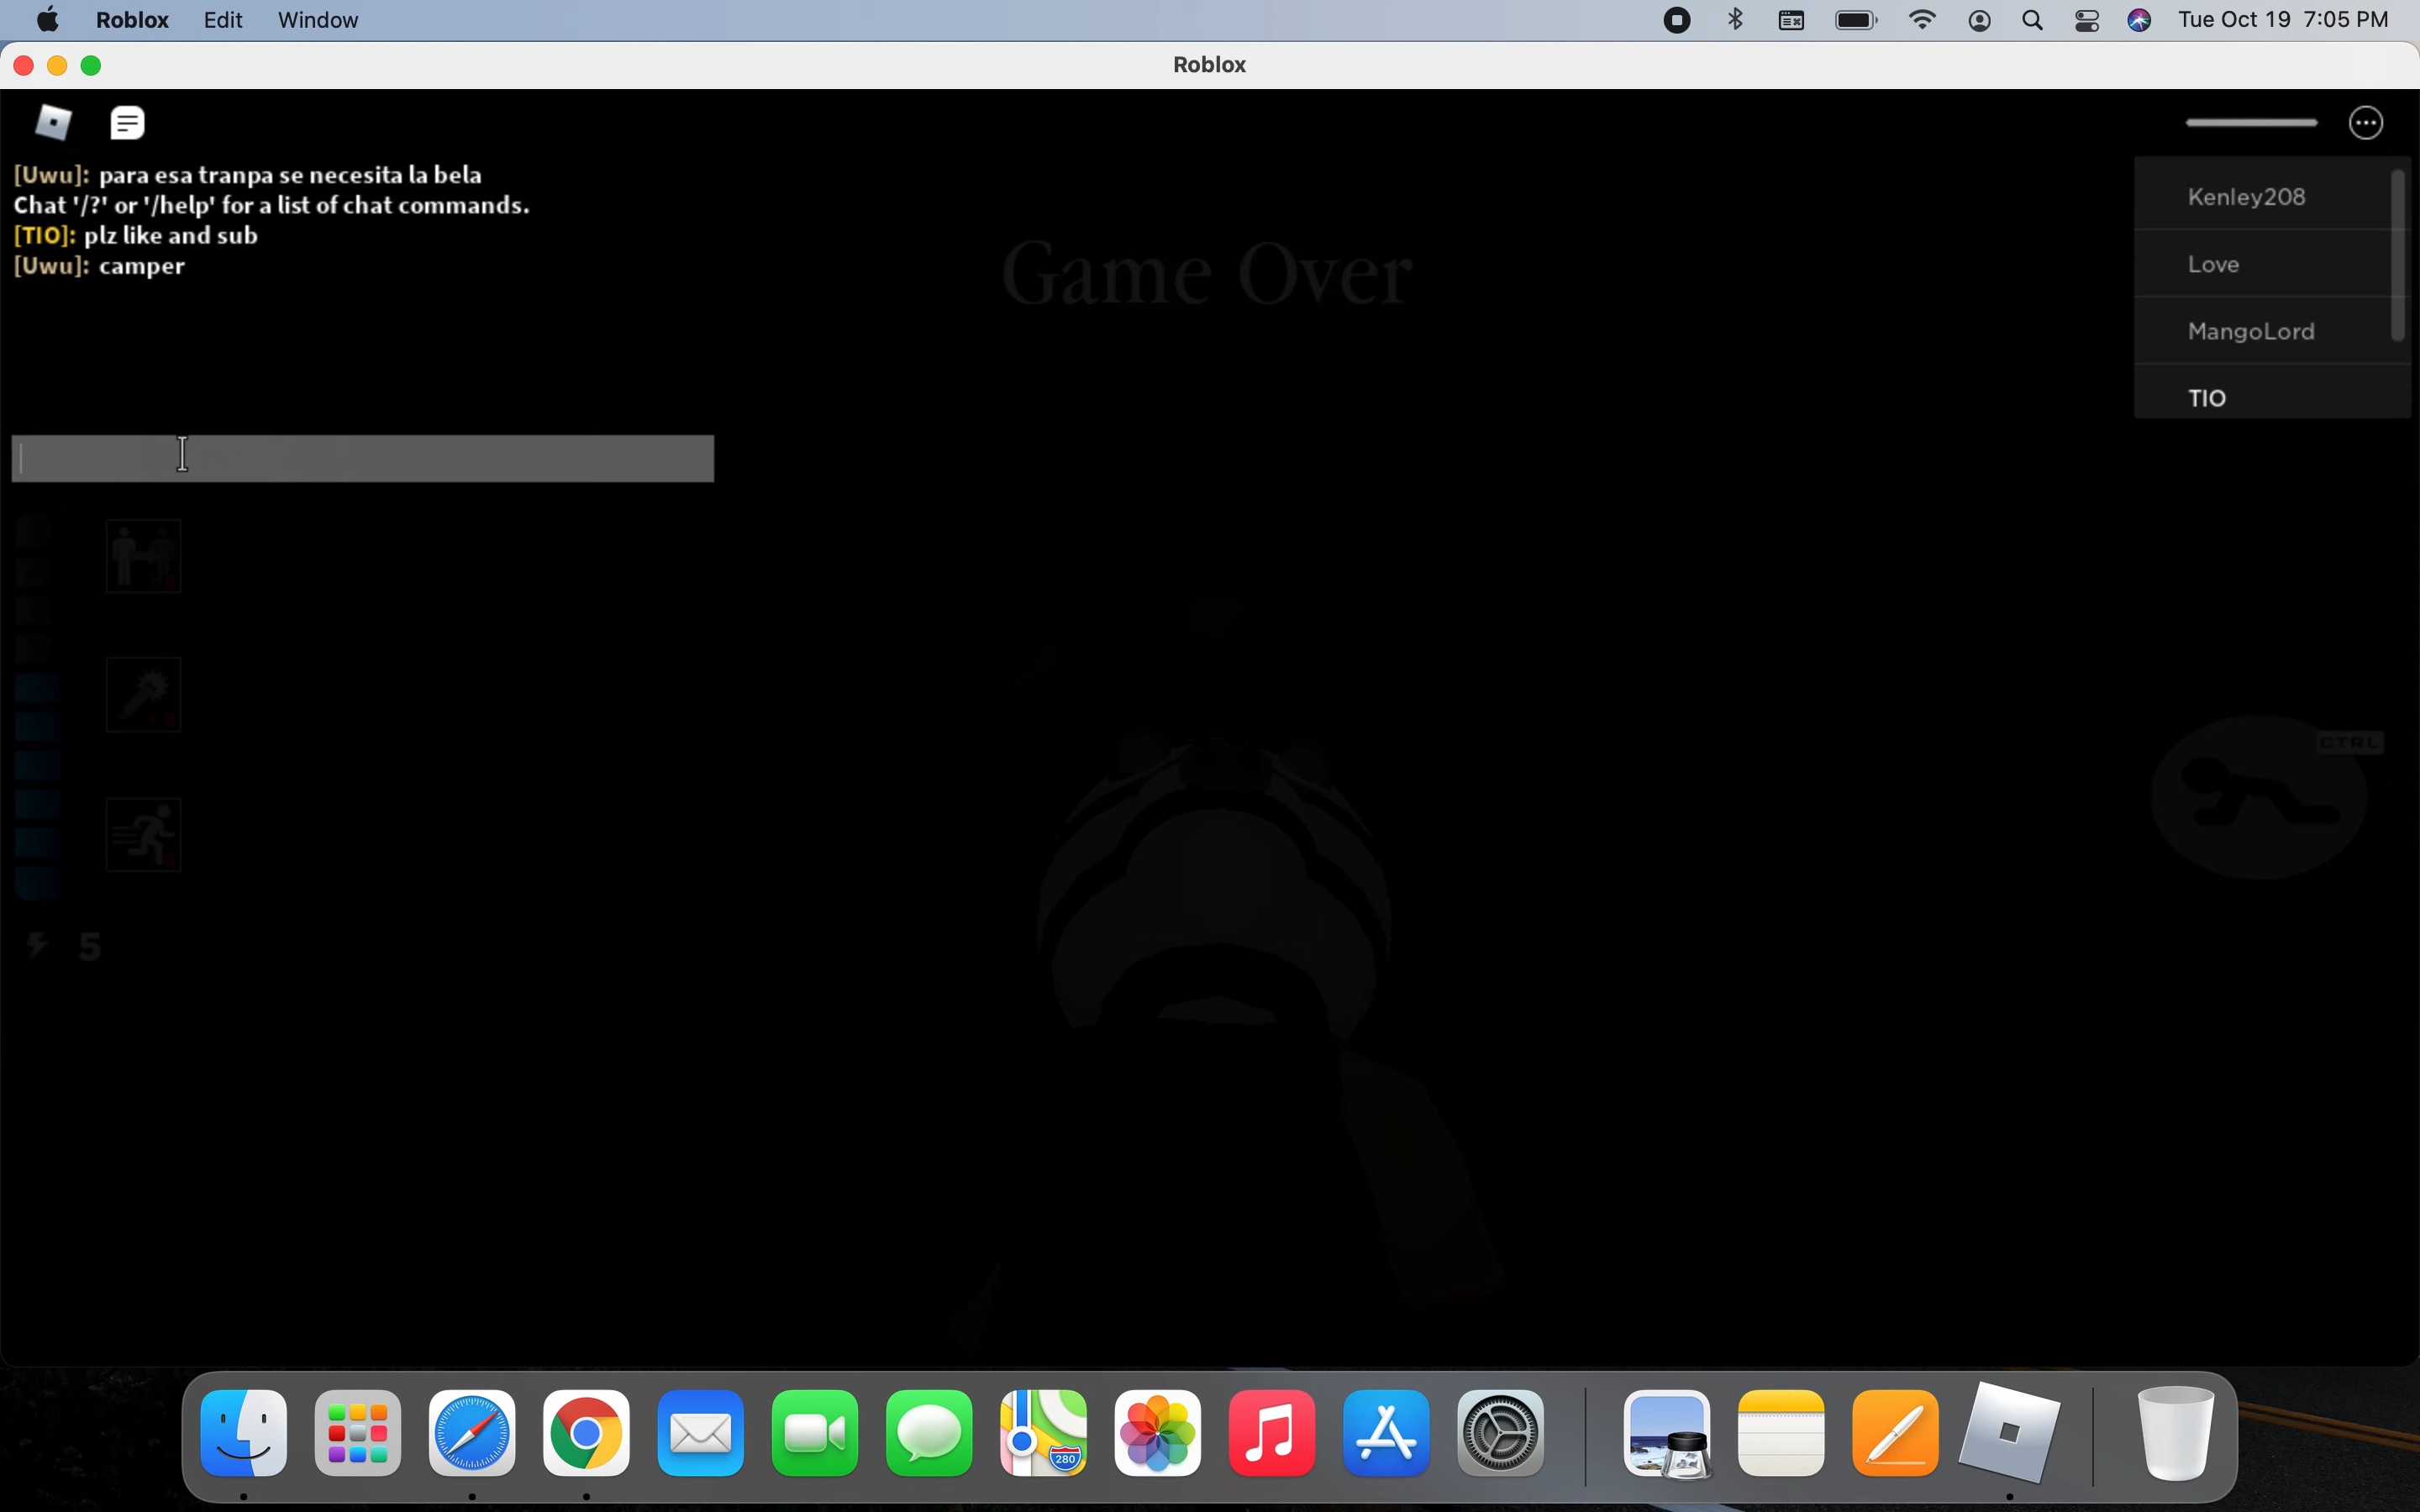 Roblox Edit Window Tue Oct 19 7:05 PM
Roblox
[Uwu]: para esa tranpa se necesita la bela
Chat '/?' or '/help' for a list of chat commands.
[TIO]: plz like and sub
[Uwu]: camper
Game Over
Kenley208
Love
MangoLord
TIO
CTRL
5
280